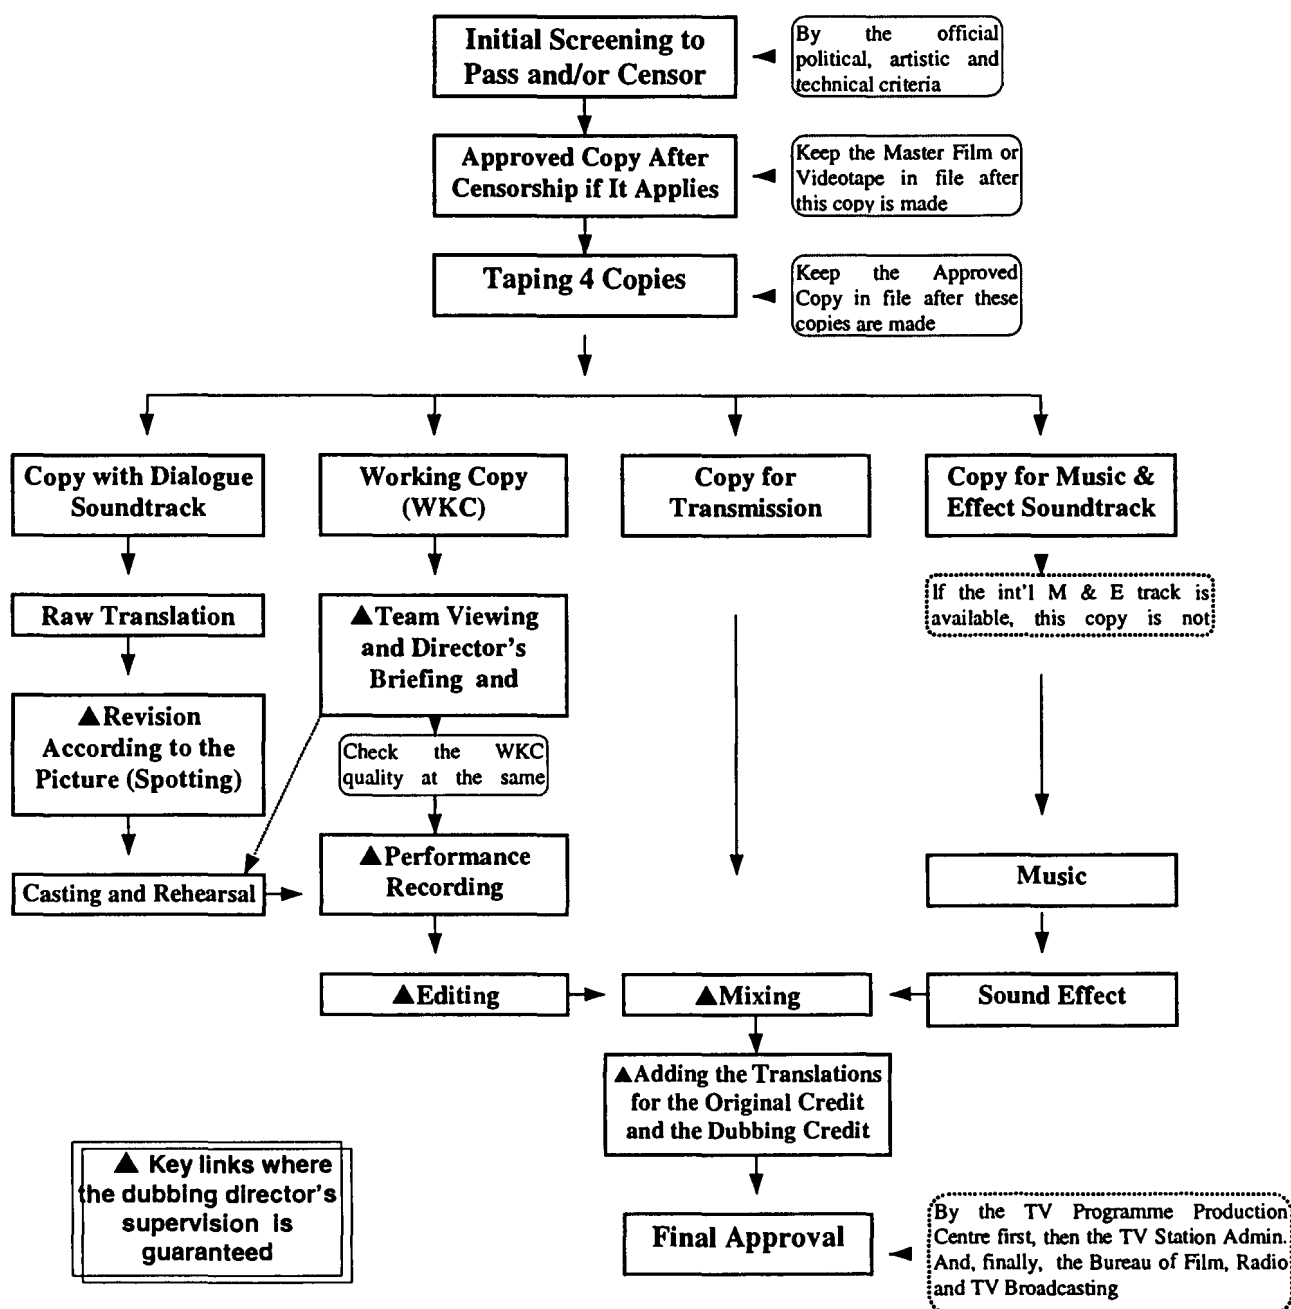 Initial Screening to
Pass and/or Censor
By the official
political, artistic and
technical criteria
Approved Copy After
Censorship if It Applies
Keep the Master Film or
Videotape in file after
this copy is made
Taping 4 Copies
Keep the Approved
Copy in file after these
copies are made
Copy with Dialogue
Soundtrack
Working Copy
(WKC)
Copy for
Transmission
Copy for Music &
Effect Soundtrack
Raw Translation
▲Team Viewing
and Director's
Briefing and
If the int'l M & E track is
available, this copy is not
▲Revision
According to the
Picture (Spotting)
Check the WKC
quality at the same
Casting and Rehearsal
▲Performance
Recording
Music
▲Editing
▲Mixing
Sound Effect
▲Adding the Translations
for the Original Credit
and the Dubbing Credit
▲ Key links where
the dubbing director's
supervision is
guaranteed
Final Approval
By the TV Programme Production
Centre first, then the TV Station Admin.
And, finally, the Bureau of Film, Radio
and TV Broadcasting